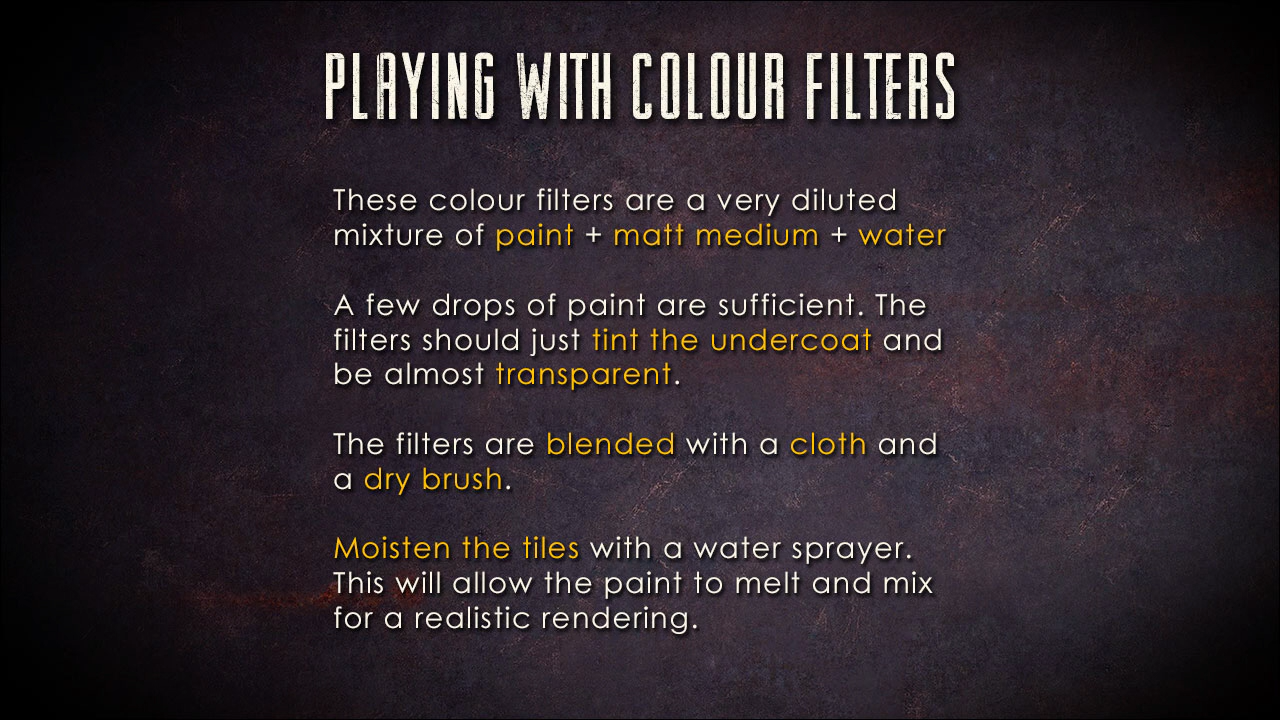 PLAYING WITH COLOUR FILTERS
These colour filters are a very diluted
mixture of paint + matt medium + water
A few drops of paint are sufficient. The
filters should just tint the undercoat and
be almost transparent.
The filters are blended with a cloth and
a dry brush.
Moisten the tiles with a water sprayer.
This will allow the paint to melt and mix
for a realistic rendering.